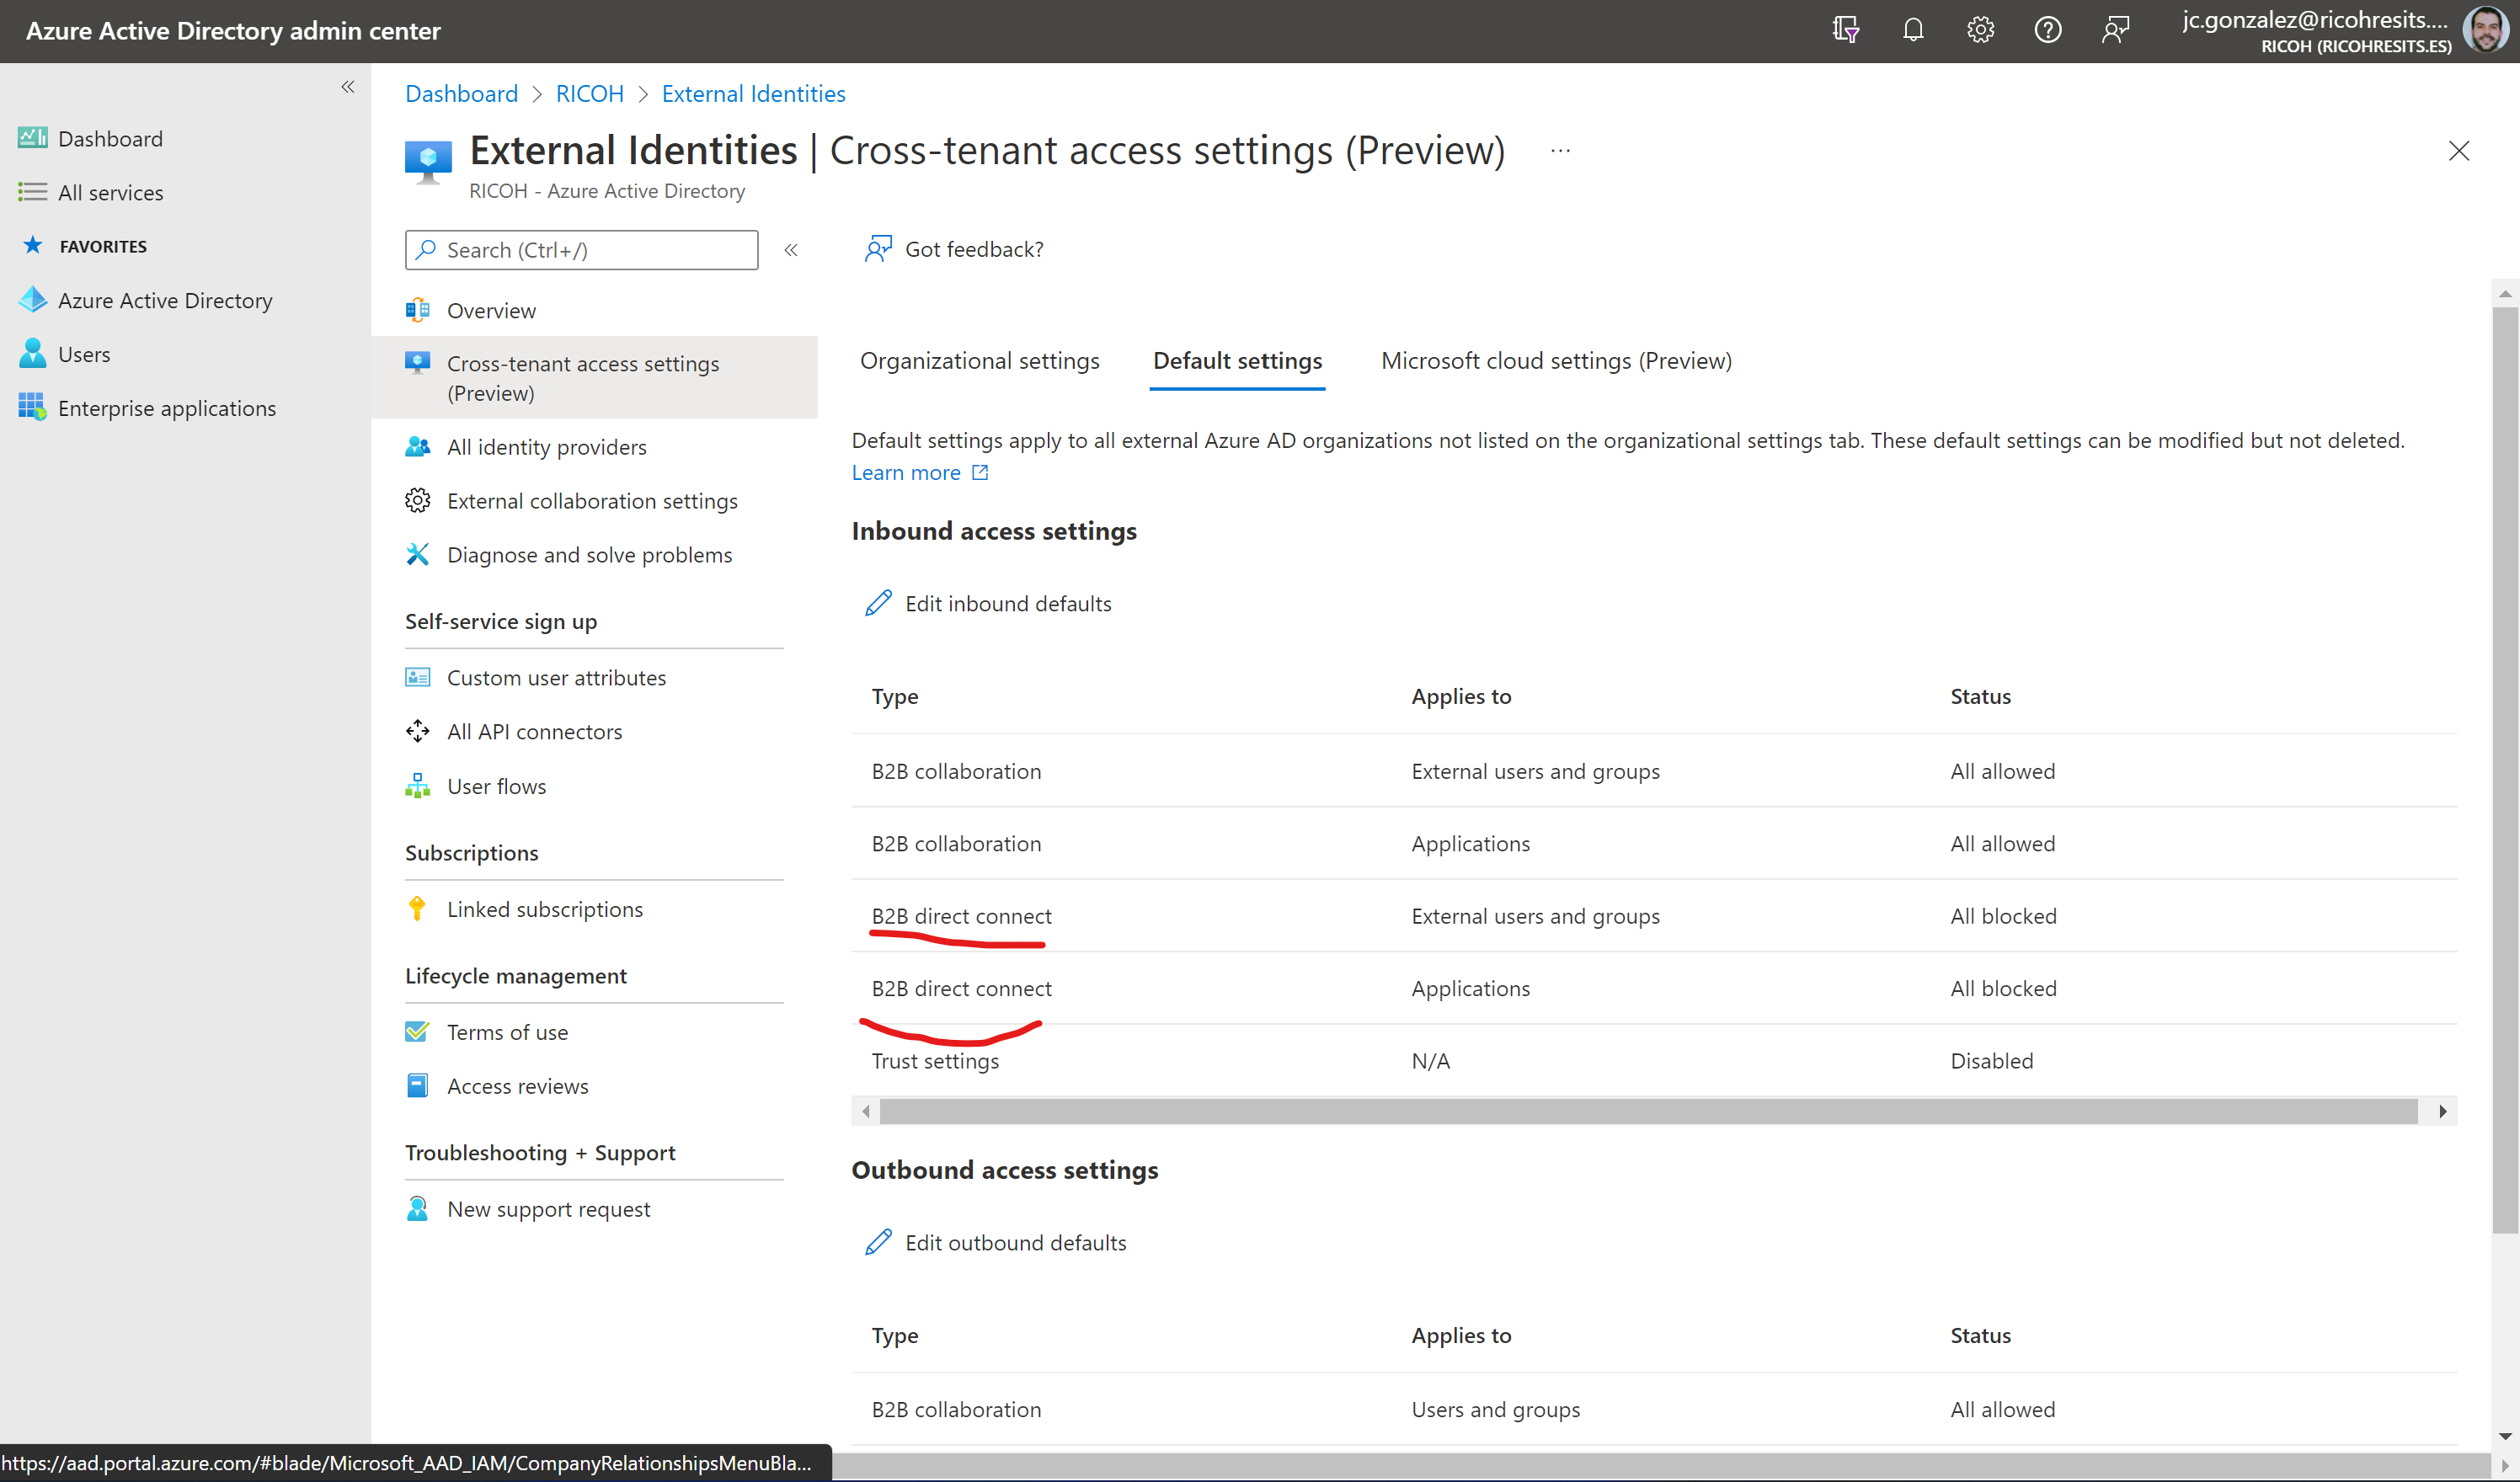 Azure Active Directory admin center
jc.gonzalez@ricohresits....
RICOH (RICOHRESITS.ES)
Dashboard
All services
FAVORITES
Azure Active Directory
Users
Enterprise applications
Dashboard > RICOH > External Identities
External Identities | Cross-tenant access settings (Preview) ...
RICOH - Azure Active Directory
Search (Ctrl+/)
Overview
Cross-tenant access settings
(Preview)
All identity providers
External collaboration settings
Diagnose and solve problems
Self-service sign up
Custom user attributes
All API connectors
User flows
Subscriptions
Linked subscriptions
Lifecycle management
Terms of use
Access reviews
Troubleshooting + Support
New support request
Got feedback?
Organizational settings Default settings Microsoft cloud settings (Preview)
Default settings apply to all external Azure AD organizations not listed on the organizational settings tab. These default settings can be modified but not deleted.
Learn more
Inbound access settings
Edit inbound defaults
Type Applies to Status
B2B collaboration External users and groups All allowed
B2B collaboration Applications All allowed
B2B direct connect External users and groups All blocked
B2B direct connect Applications All blocked
Trust settings N/A Disabled
Outbound access settings
Edit outbound defaults
Type Applies to Status
B2B collaboration Users and groups All allowed
https://aad.portal.azure.com/#blade/Microsoft_AAD_IAM/CompanyRelationshipsMenuBla...